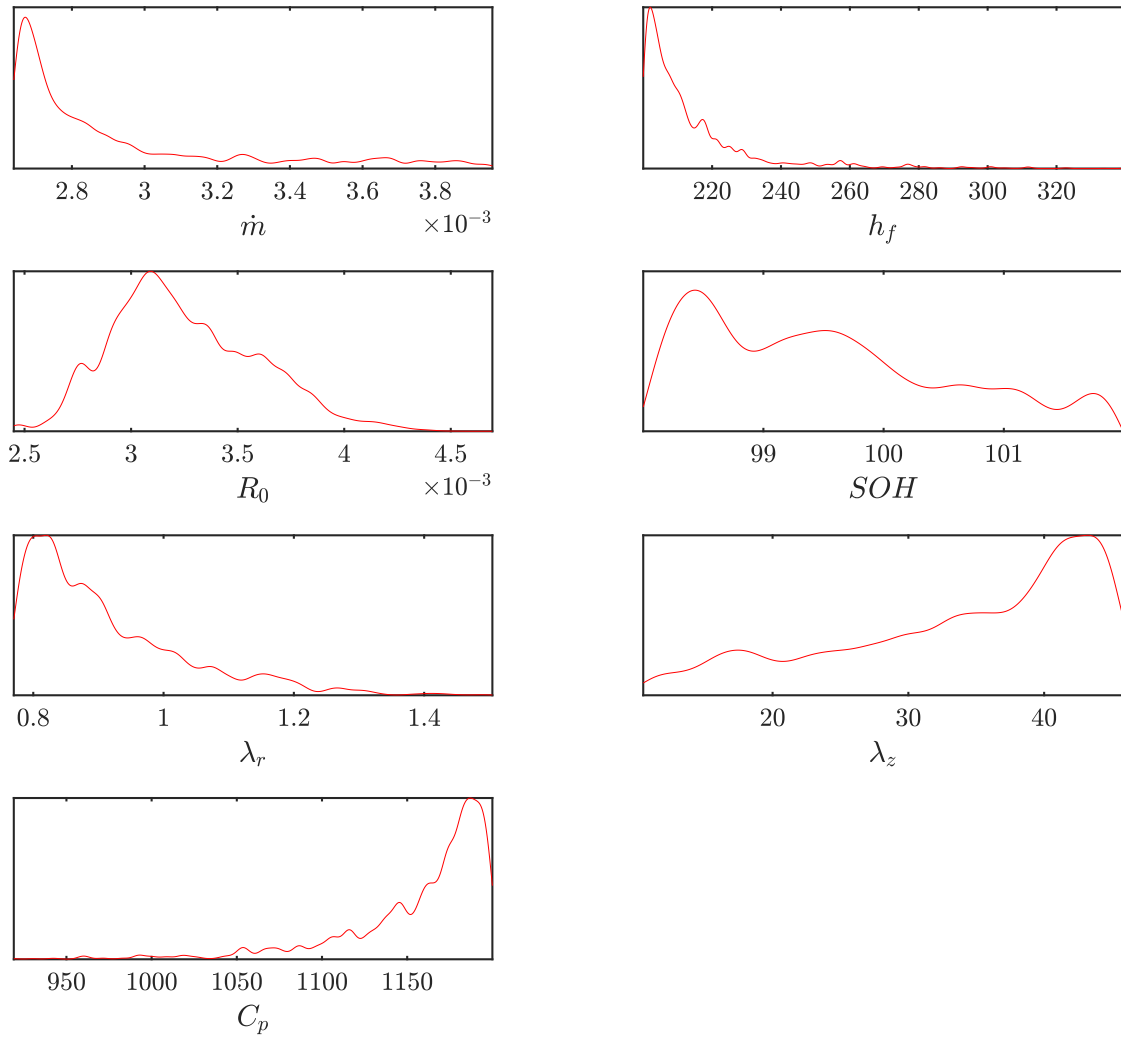 2.8 3 3.2 3.4 3.6 3.8
×10⁻³
ṁ
220 240 260 280 300 320
h_f
2.5 3 3.5 4 4.5
×10⁻³
R₀
99 100 101
SOH
0.8 1 1.2 1.4
λ_r
20 30 40
λ_z
950 1000 1050 1100 1150
C_p